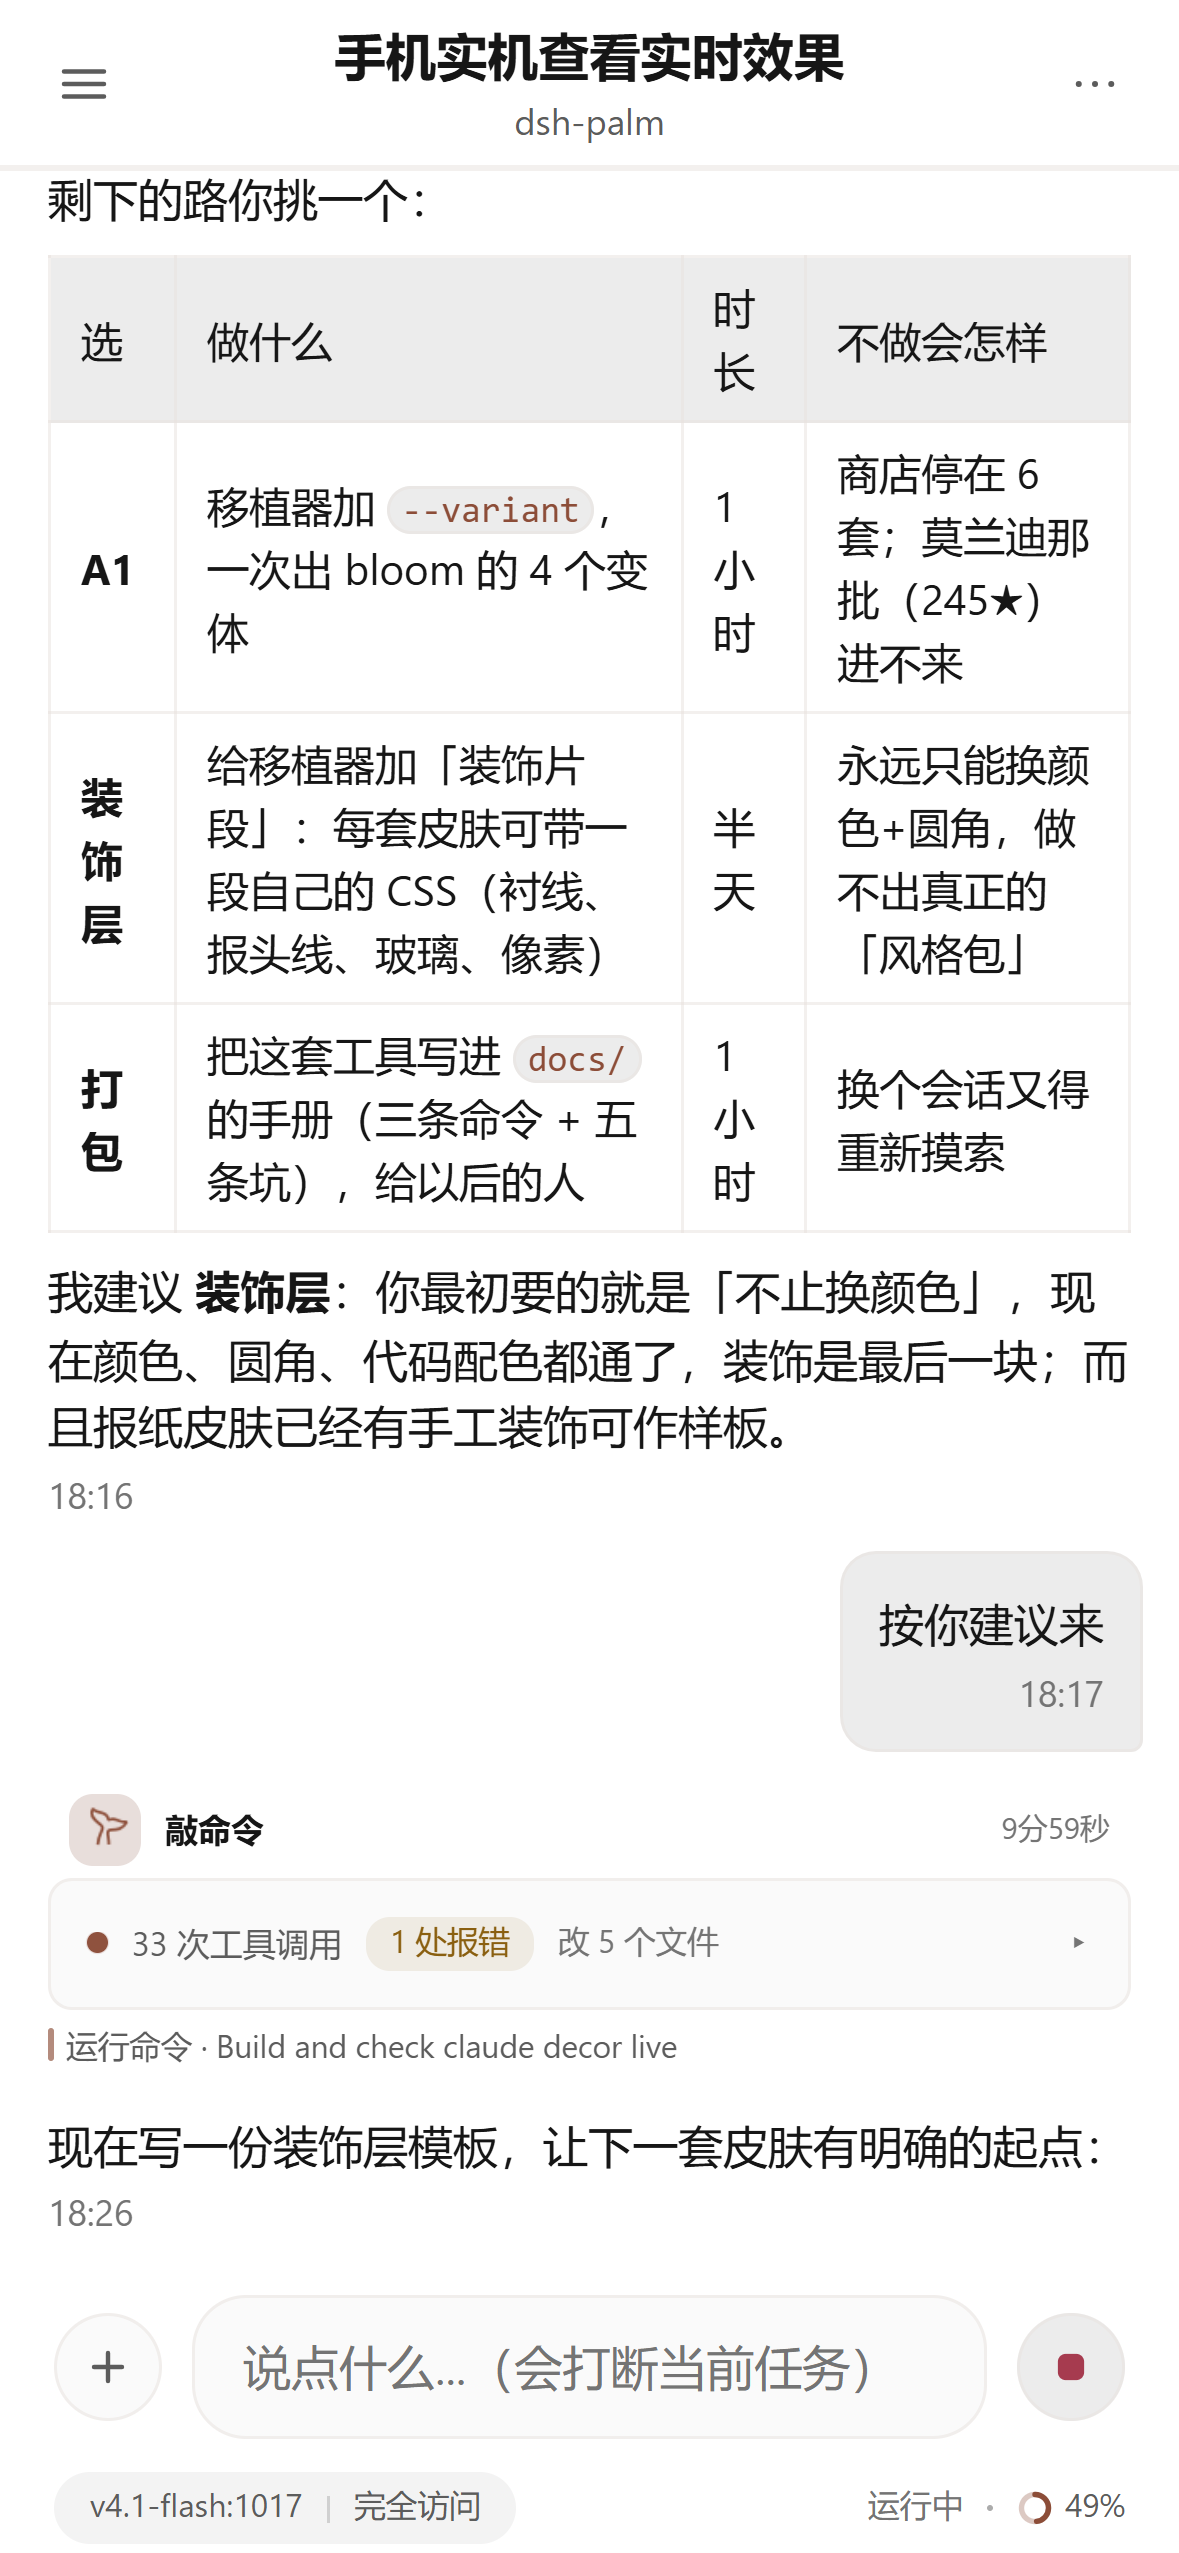 手机实机查看实时效果
dsh-palm
剩下的路你挑一个：
选
做什么
时
长
不做会怎样
A1
移植器加 --variant，
一次出 bloom 的 4 个变
体
1
小
时
商店停在 6
套；莫兰迪那
批（245★）
进不来
装
饰
层
给移植器加「装饰片
段」：每套皮肤可带一
段自己的 CSS（衬线、
报头线、玻璃、像素）
半
天
永远只能换颜
色+圆角，做
不出真正的
「风格包」
打
包
把这套工具写进 docs/
的手册（三条命令 + 五
条坑），给以后的人
1
小
时
换个会话又得
重新摸索
我建议 装饰层：你最初要的就是「不止换颜色」，现
在颜色、圆角、代码配色都通了，装饰是最后一块；而
且报纸皮肤已经有手工装饰可作样板。
18:16
按你建议来
18:17
敲命令
9分59秒
33 次工具调用
1 处报错
改 5 个文件
运行命令 · Build and check claude decor live
现在写一份装饰层模板，让下一套皮肤有明确的起点：
18:26
说点什么...（会打断当前任务）
v4.1-flash:1017 | 完全访问
运行中 · 49%